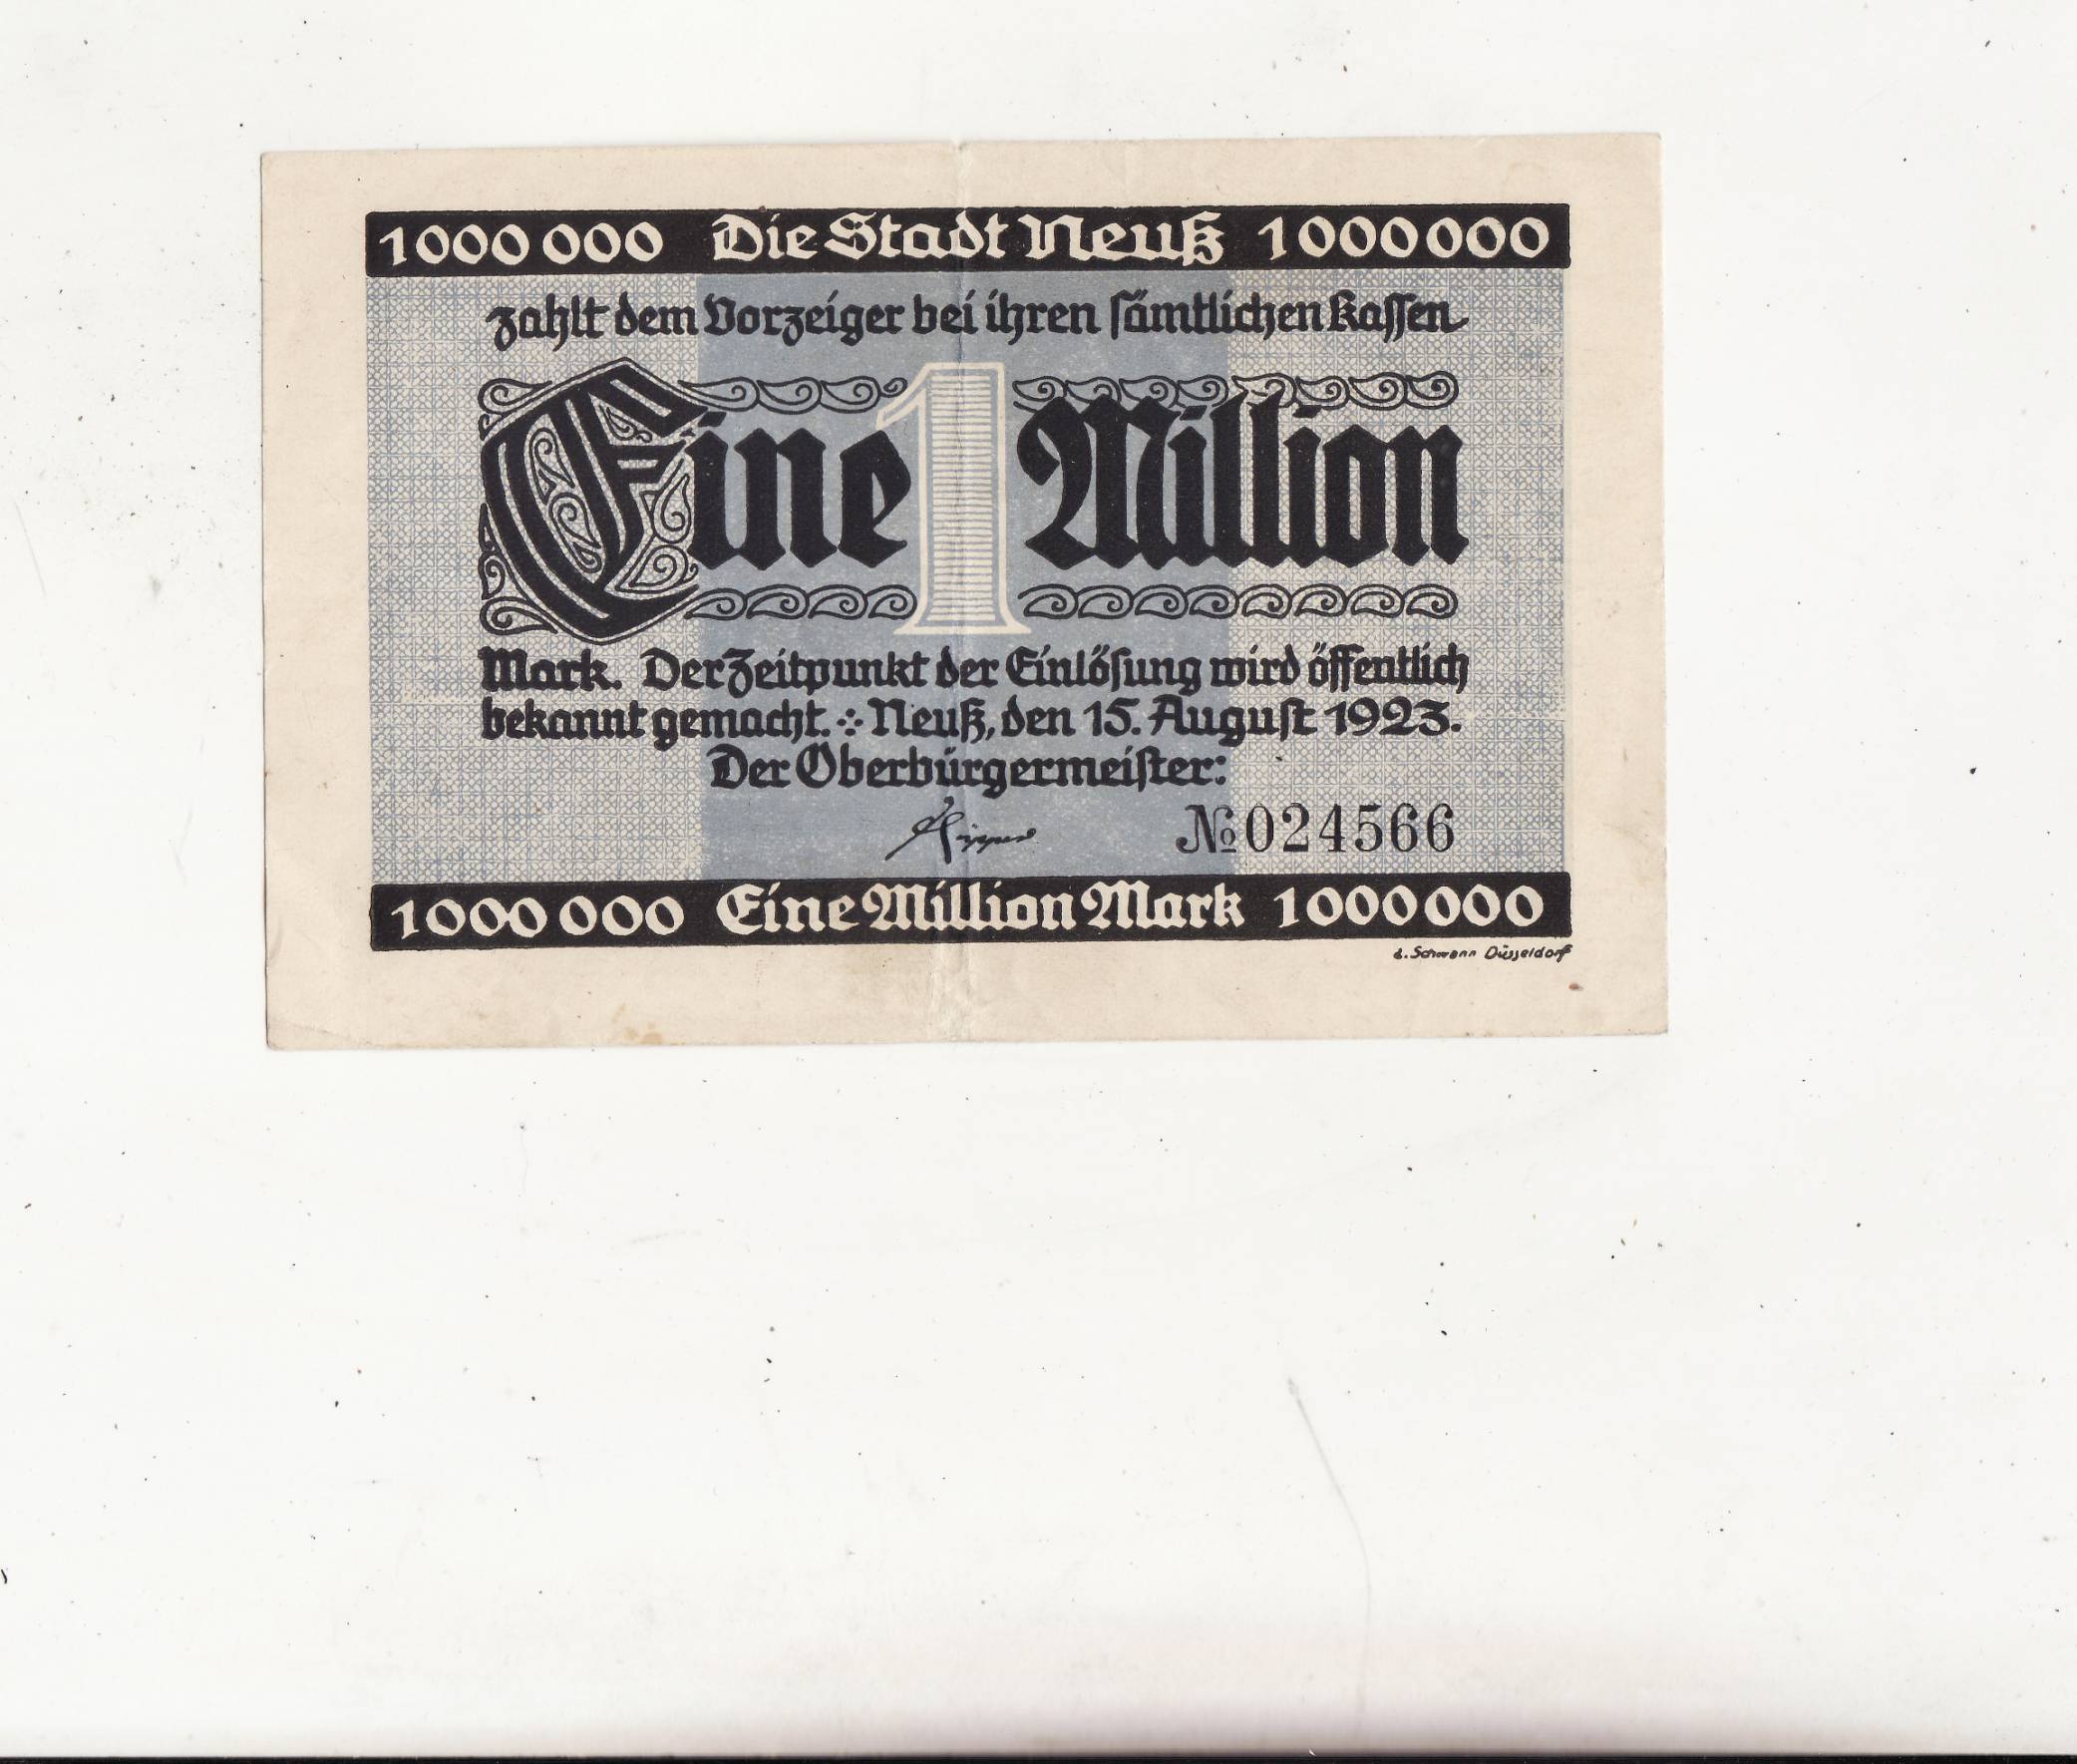 1000 000 Die Stadt Neuß 1000000
zahlt dem Vorzeiger bei ihren sämtlichen Kassen
Eine 1 Million
Mark. Der Zeitpunkt der Einlösung wird öffentlich
bekannt gemacht. Neuß, den 15. August 1923.
Der Oberbürgermeister:
№ 024566
1000 000 Eine Million Mark 1000000
L. Schwann Düsseldorf